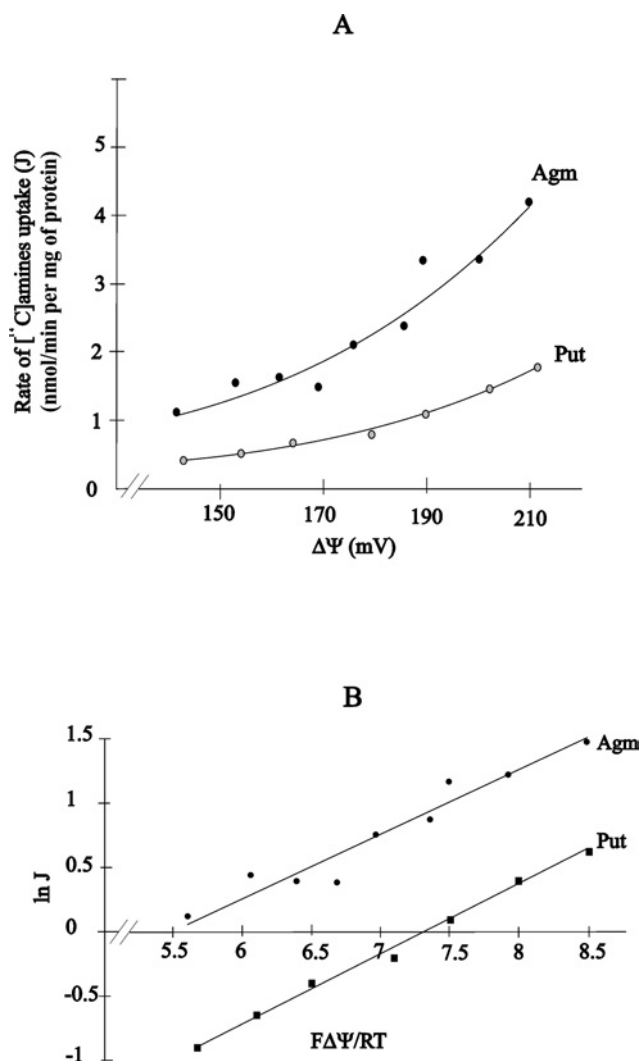 A
Rate of [14C]amines uptake (J)
(nmol/min per mg of protein)
5
4
3
2
1
0
Agm
Put
150 170 190 210
ΔΨ (mV)
B
ln J
1.5
1
0.5
0
-0.5
-1
Agm
Put
5.5 6 6.5 7 7.5 8 8.5
FΔΨ/RT